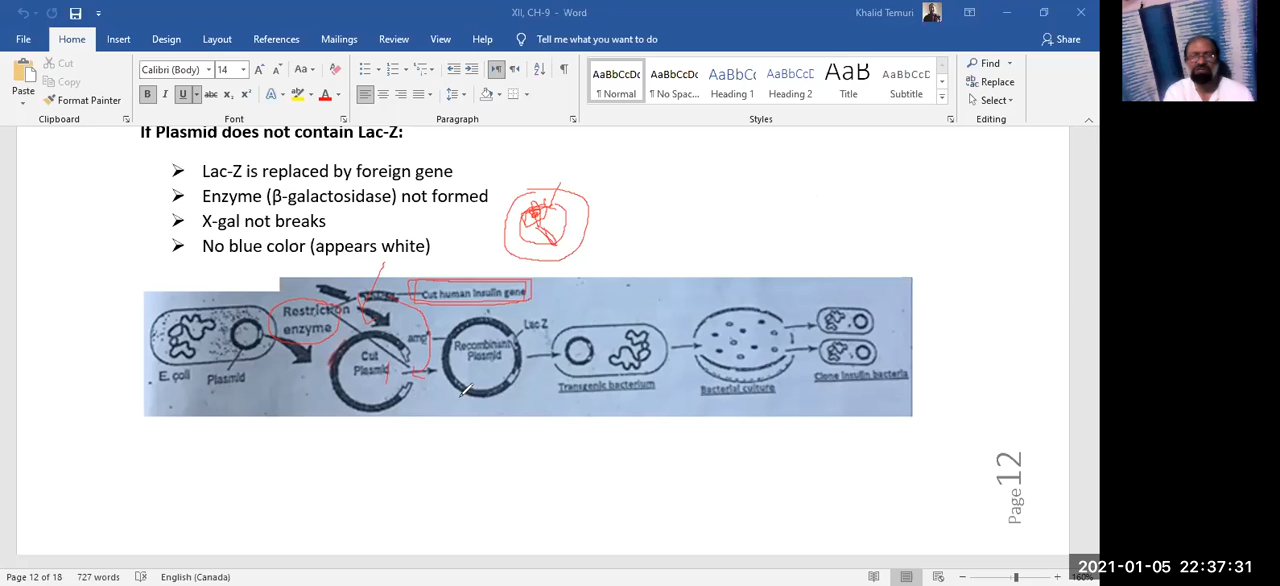 XII, CH-9 - Word
Khalid Temuri
File Home Insert Design Layout References Mailings Review View Help Tell me what you want to do Share
Paste
Cut
Copy
Format Painter
Clipboard
Calibri (Body) 14
Font
Paragraph
AaBbCcDc AaBbCcDc AaBbCc AaBbCcD AaB AaBbCcD
¶ Normal ¶ No Spac... Heading 1 Heading 2 Title Subtitle
Styles
Find
Replace
Select
Editing
If Plasmid does not contain Lac-Z:
➢ Lac-Z is replaced by foreign gene
➢ Enzyme (β-galactosidase) not formed
➢ X-gal not breaks
➢ No blue color (appears white)
Cut human insulin gene
Restriction
enzyme
Lac Z
Recombinant
Plasmid
Cut
Plasmid
E. coli
Plasmid
Transgenic bacterium
Bacterial culture
Clone insulin bacteria
Page 12
Page 12 of 18 727 words English (Canada) 160%
2021-01-05 22:37:31